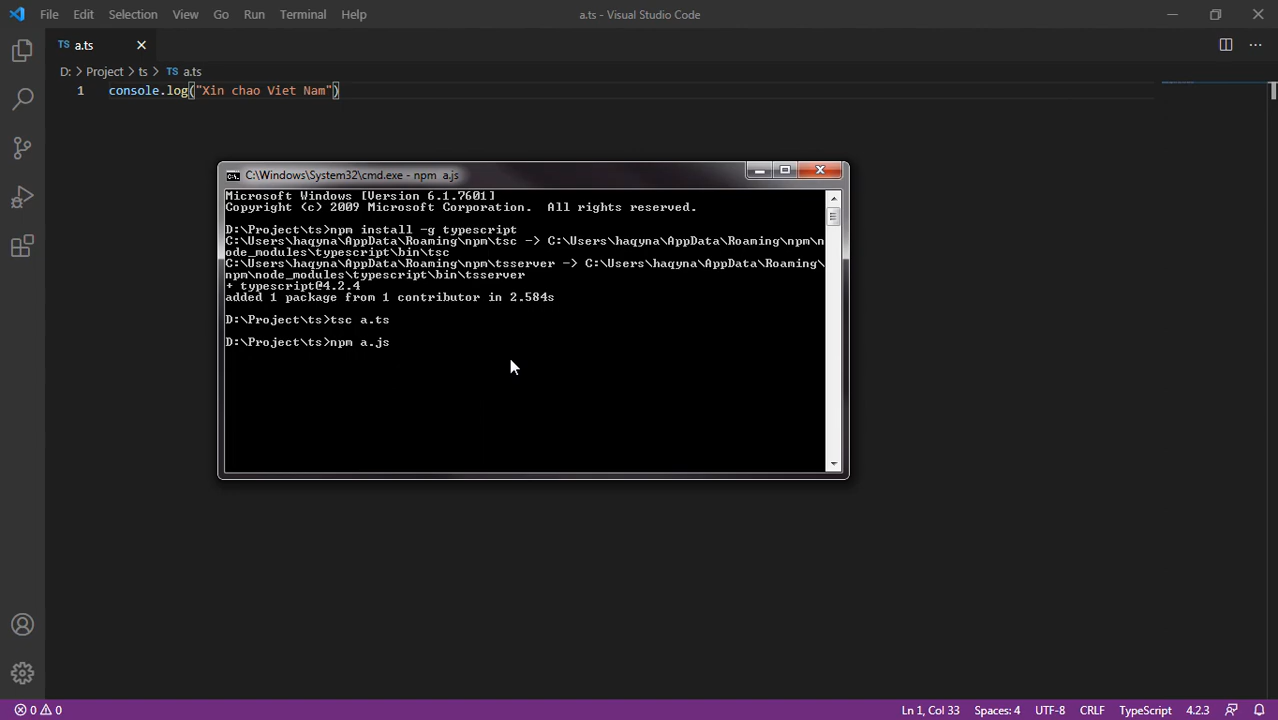 File Edit Selection View Go Run Terminal Help
a.ts - Visual Studio Code
TS a.ts
D: › Project › ts › TS a.ts
1 console.log("Xin chao Viet Nam")
C:\Windows\System32\cmd.exe - npm  a.js
Microsoft Windows [Version 6.1.7601]
Copyright (c) 2009 Microsoft Corporation.  All rights reserved.
D:\Project\ts>npm install -g typescript
C:\Users\haqyna\AppData\Roaming\npm\tsc -> C:\Users\haqyna\AppData\Roaming\npm\n
ode_modules\typescript\bin\tsc
C:\Users\haqyna\AppData\Roaming\npm\tsserver -> C:\Users\haqyna\AppData\Roaming\
npm\node_modules\typescript\bin\tsserver
+ typescript@4.2.4
added 1 package from 1 contributor in 2.584s
D:\Project\ts>tsc a.ts
D:\Project\ts>npm a.js
0 0 Ln 1, Col 33 Spaces: 4 UTF-8 CRLF TypeScript 4.2.3